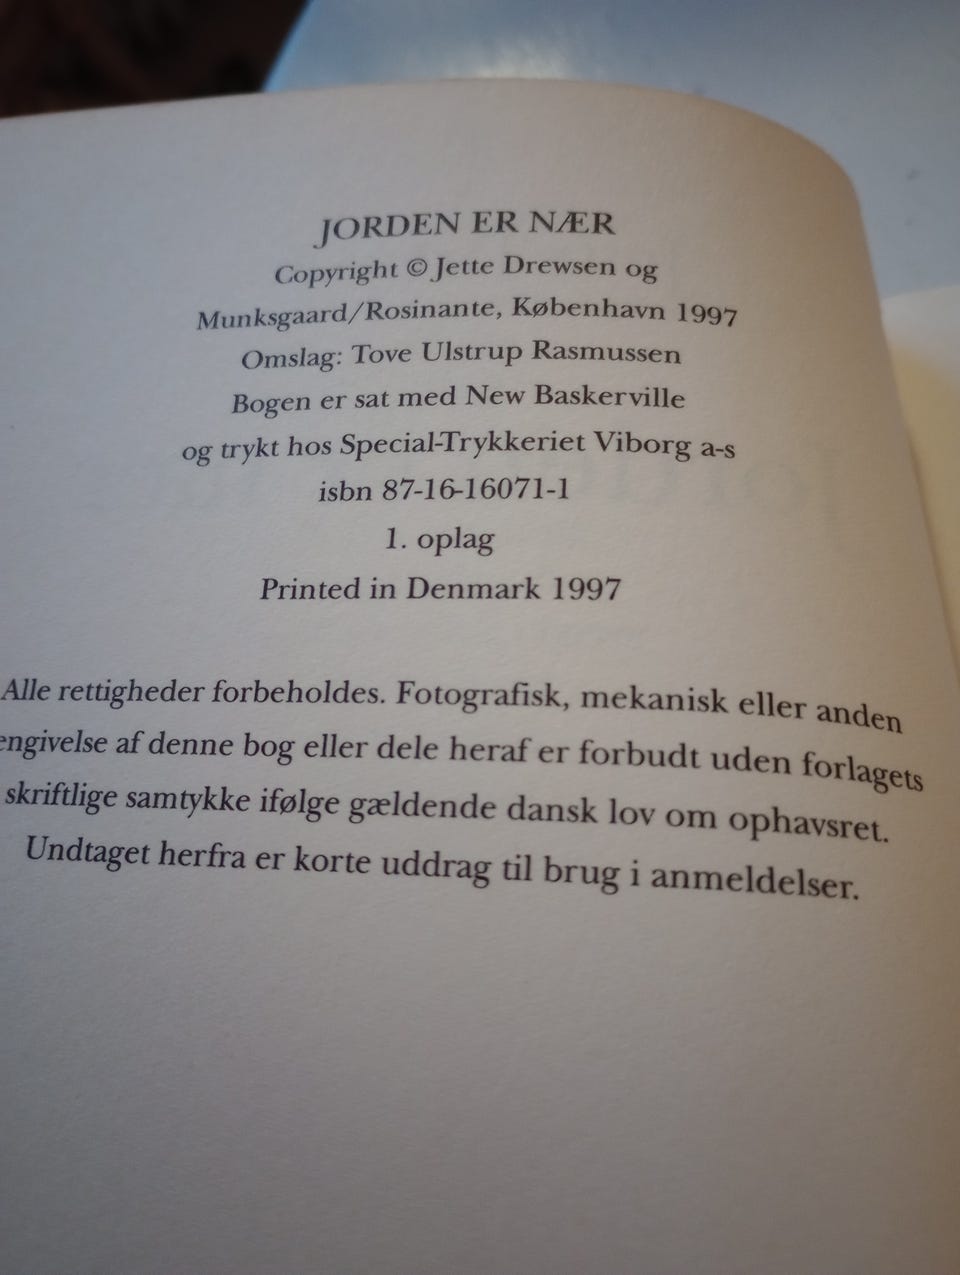 JORDEN ER NÆR
Copyright © Jette Drewsen og
Munksgaard/Rosinante, København 1997
Omslag: Tove Ulstrup Rasmussen
Bogen er sat med New Baskerville
og trykt hos Special-Trykkeriet Viborg a-s
isbn 87-16-16071-1
1. oplag
Printed in Denmark 1997
Alle rettigheder forbeholdes. Fotografisk, mekanisk eller anden
engivelse af denne bog eller dele heraf er forbudt uden forlagets
skriftlige samtykke ifølge gældende dansk lov om ophavsret.
Undtaget herfra er korte uddrag til brug i anmeldelser.